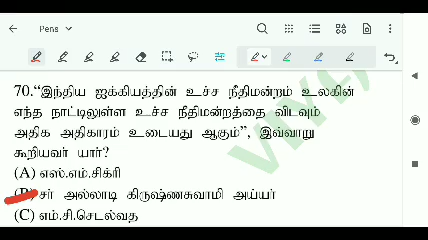 Pens
70.“இந்திய ஐக்கியத்தின் உச்ச நீதிமன்றம் உலகின்
எந்த நாட்டிலுள்ள உச்ச நீதிமன்றத்தை விடவும்
அதிக அதிகாரம் உடையது ஆகும்”, இவ்வாறு
கூறியவர் யார்?
(A) எஸ்.எம்.சிக்ரி
(B) சர் அல்லாடி கிருஷ்ணசுவாமி அய்யர்
(C) எம்.சி.செடல்வத